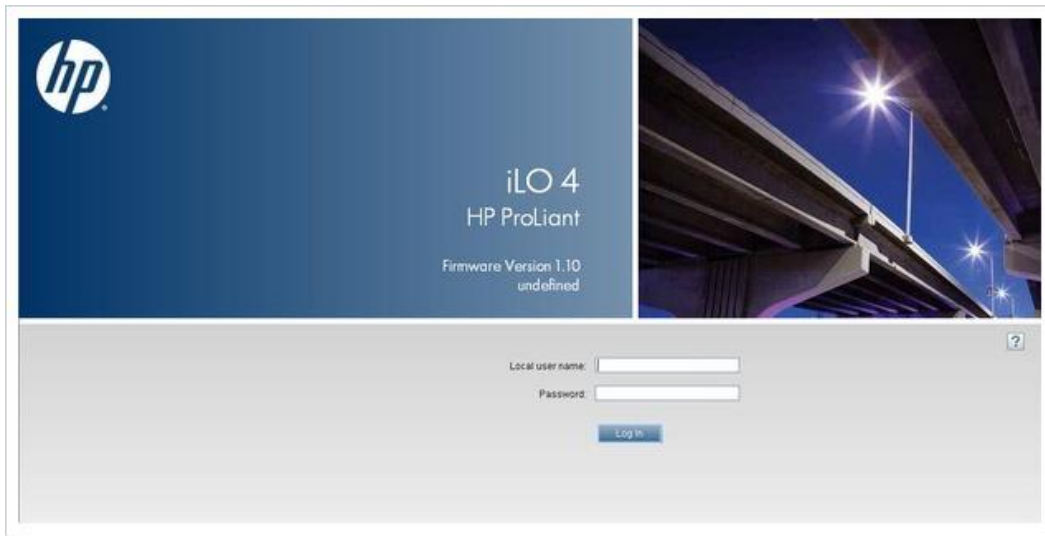 hp
iLO 4
HP ProLiant
Firmware Version 1.10
undefined
?
Local user name:
Password:
Log In